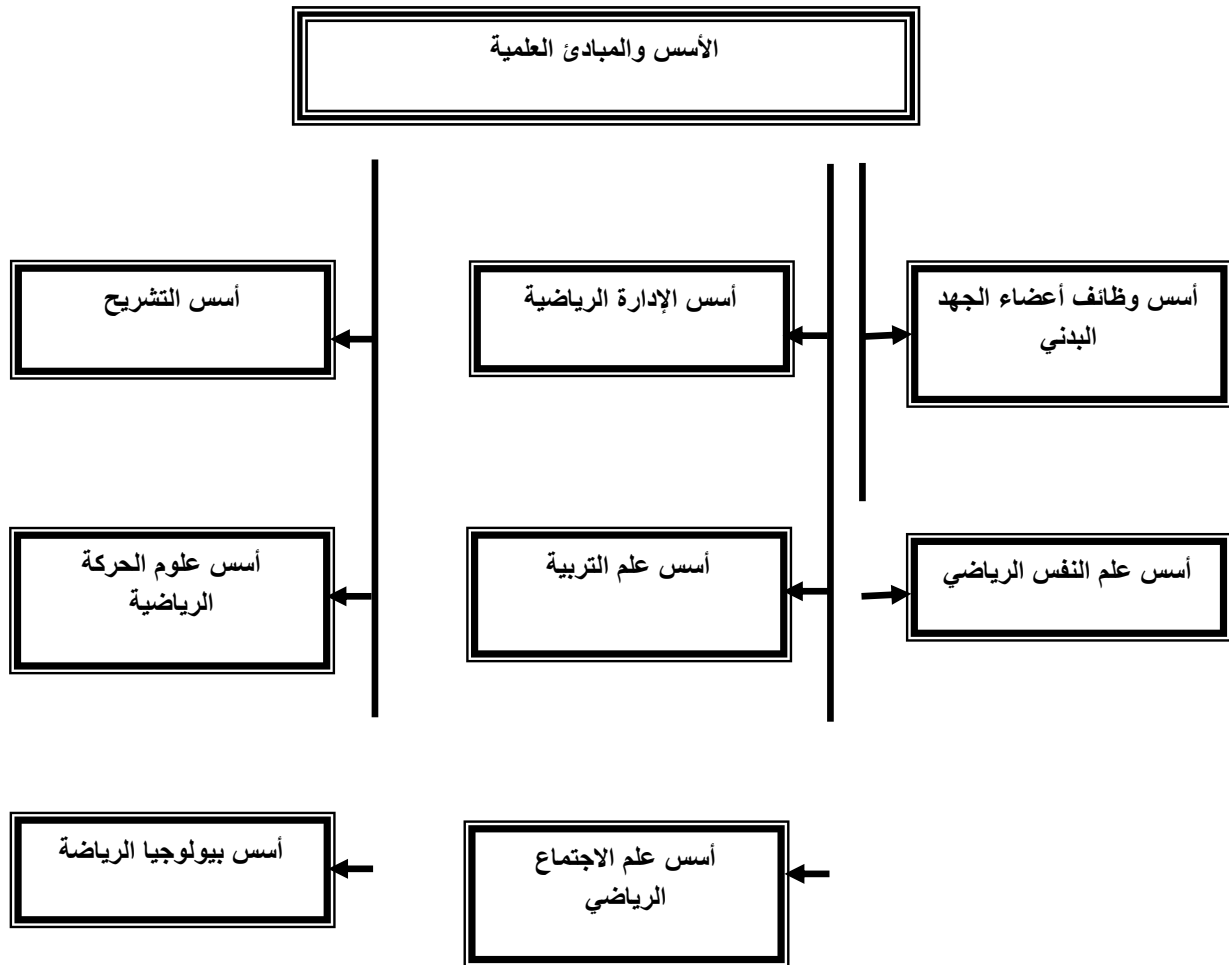 الأسس والمبادئ العلمية
أسس وظائف أعضاء الجهد
البدني
أسس الإدارة الرياضية
أسس التشريح
أسس علم النفس الرياضي
أسس علم التربية
أسس علوم الحركة
الرياضية
أسس علم الاجتماع
الرياضي
أسس بيولوجيا الرياضة